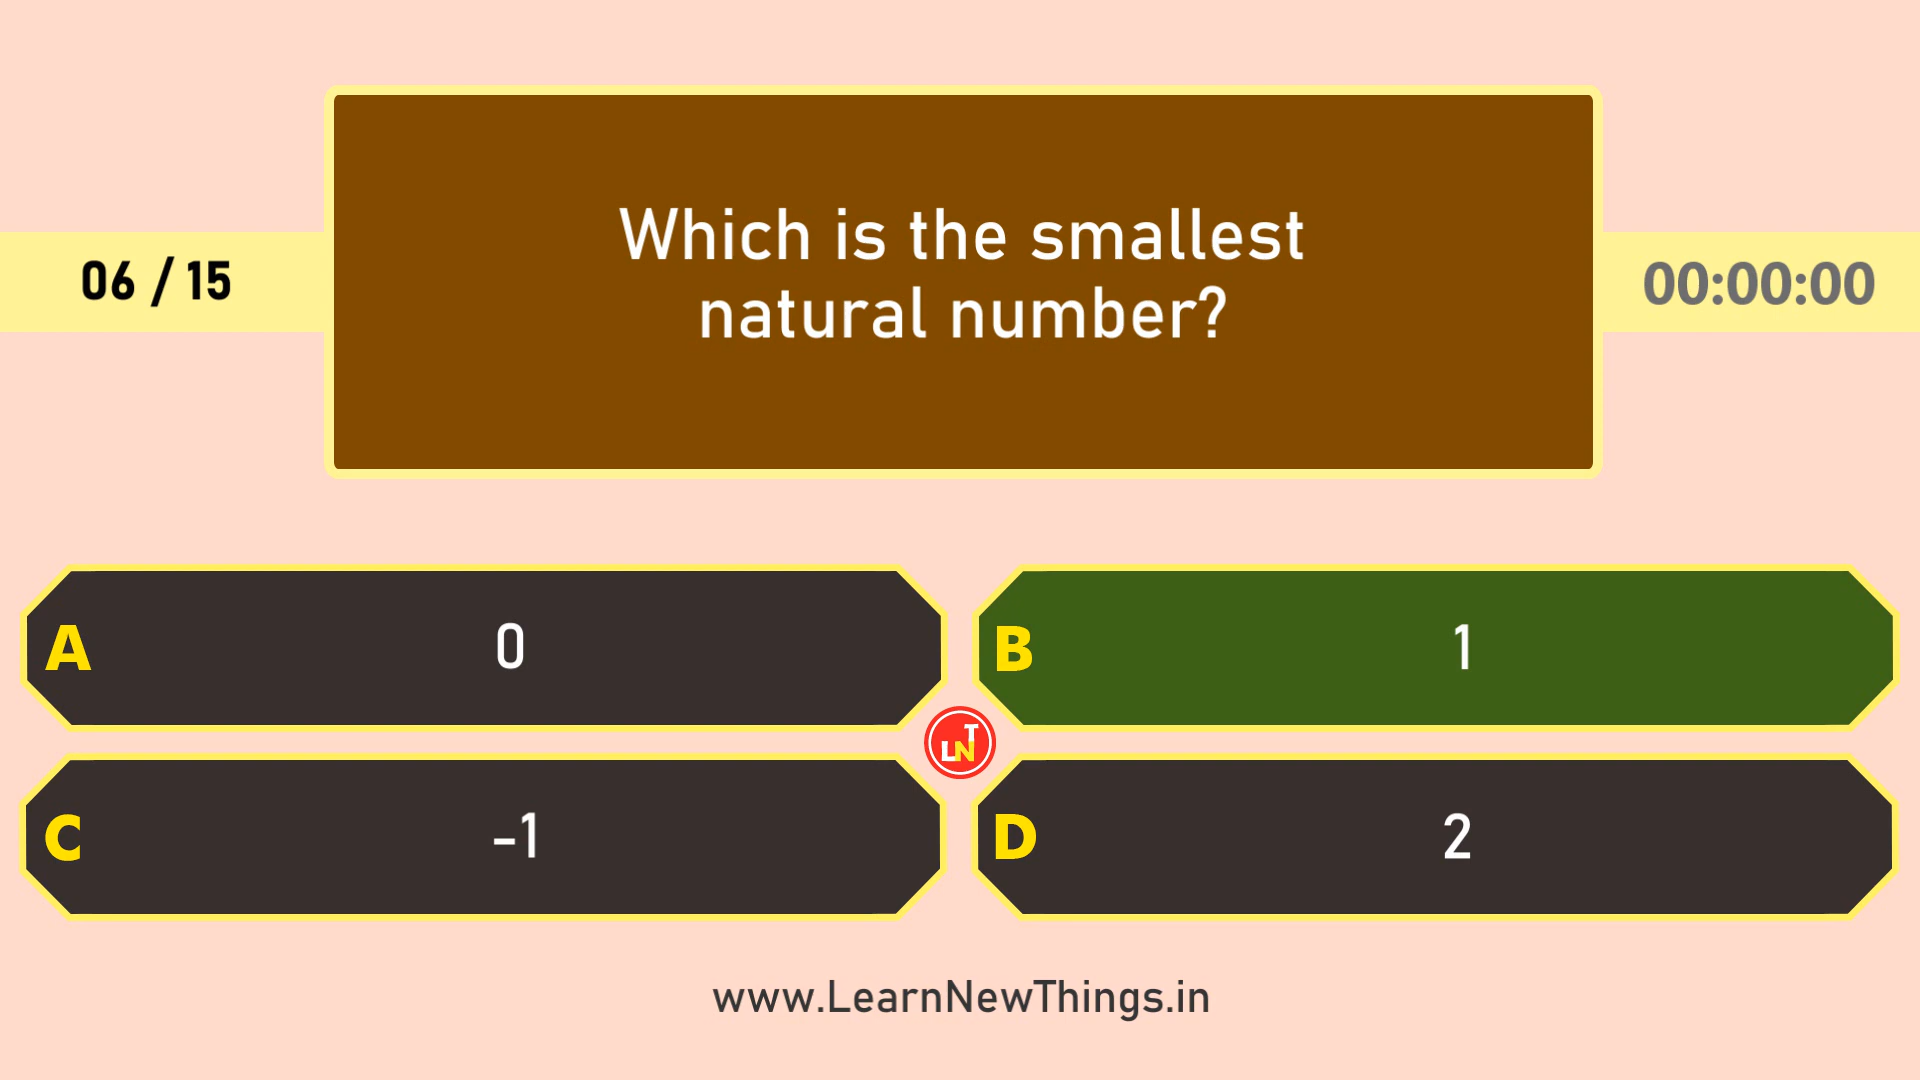 Which is the smallest
natural number?
06 / 15
00:00:00
A 0
B 1
LNT
C -1
D 2
www.LearnNewThings.in